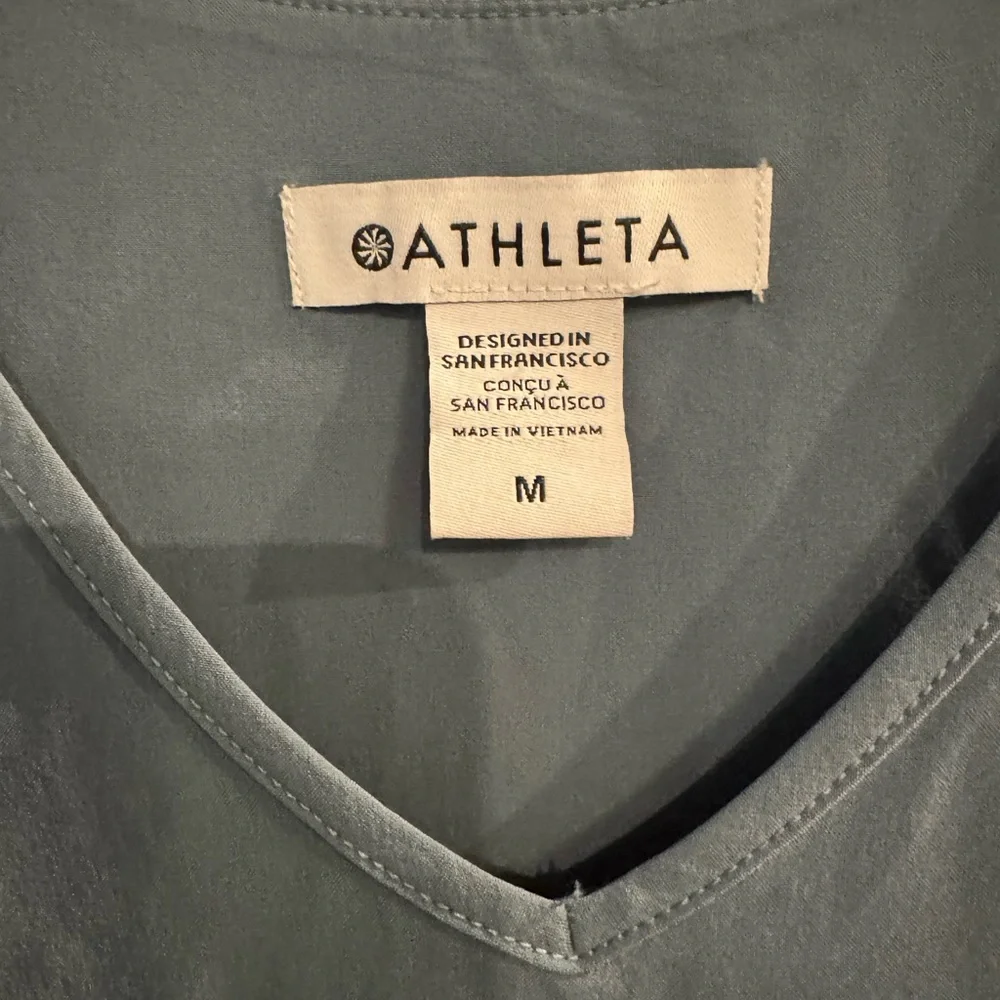 ATHLETA
DESIGNED IN
SAN FRANCISCO
CONÇU À
SAN FRANCISCO
MADE IN VIETNAM
M